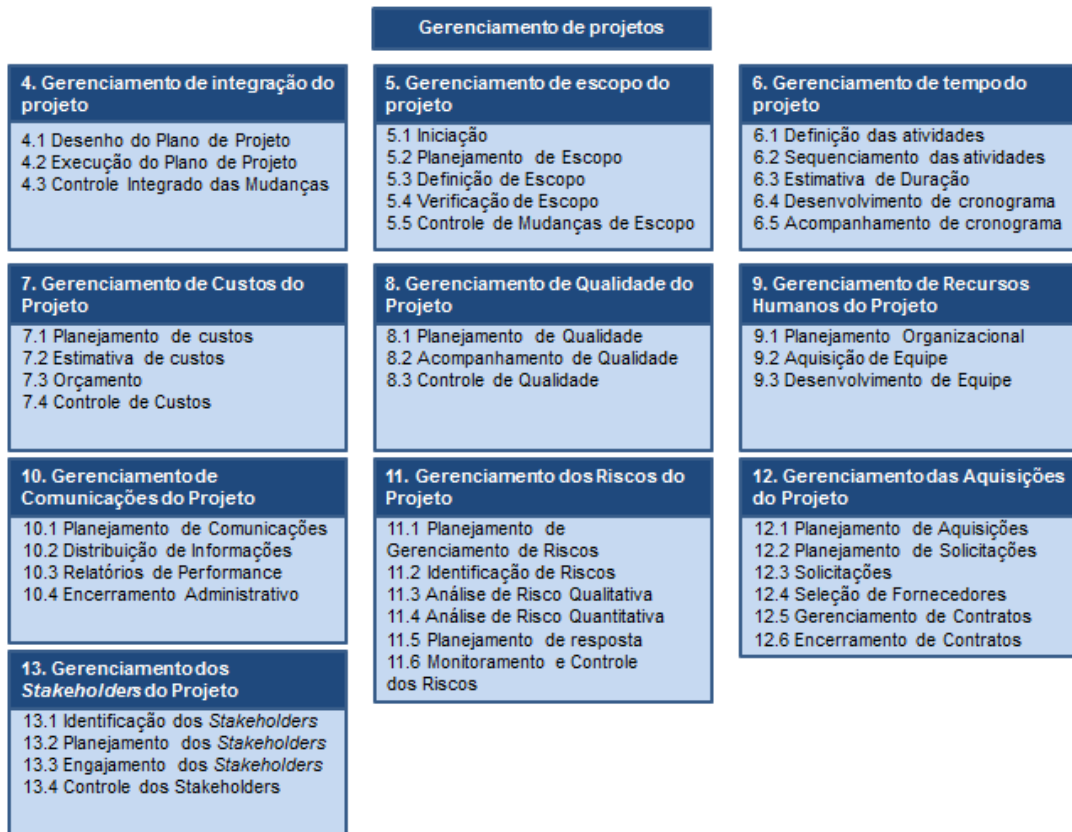 Gerenciamento de projetos
4. Gerenciamento de integração do
projeto
4.1 Desenho do Plano de Projeto
4.2 Execução do Plano de Projeto
4.3 Controle Integrado das Mudanças
5. Gerenciamento de escopo do
projeto
5.1 Iniciação
5.2 Planejamento de Escopo
5.3 Definição de Escopo
5.4 Verificação de Escopo
5.5 Controle de Mudanças de Escopo
6. Gerenciamento de tempo do
projeto
6.1 Definição das atividades
6.2 Sequenciamento das atividades
6.3 Estimativa de Duração
6.4 Desenvolvimento de cronograma
6.5 Acompanhamento de cronograma
7. Gerenciamento de Custos do
Projeto
7.1 Planejamento de custos
7.2 Estimativa de custos
7.3 Orçamento
7.4 Controle de Custos
8. Gerenciamento de Qualidade do
Projeto
8.1 Planejamento de Qualidade
8.2 Acompanhamento de Qualidade
8.3 Controle de Qualidade
9. Gerenciamento de Recursos
Humanos do Projeto
9.1 Planejamento Organizacional
9.2 Aquisição de Equipe
9.3 Desenvolvimento de Equipe
10. Gerenciamento de
Comunicações do Projeto
10.1 Planejamento de Comunicações
10.2 Distribuição de Informações
10.3 Relatórios de Performance
10.4 Encerramento Administrativo
11. Gerenciamento dos Riscos do
Projeto
11.1 Planejamento de
Gerenciamento de Riscos
11.2 Identificação de Riscos
11.3 Análise de Risco Qualitativa
11.4 Análise de Risco Quantitativa
11.5 Planejamento de resposta
11.6 Monitoramento e Controle
dos Riscos
12. Gerenciamento das Aquisições
do Projeto
12.1 Planejamento de Aquisições
12.2 Planejamento de Solicitações
12.3 Solicitações
12.4 Seleção de Fornecedores
12.5 Gerenciamento de Contratos
12.6 Encerramento de Contratos
13. Gerenciamento dos
Stakeholders do Projeto
13.1 Identificação dos Stakeholders
13.2 Planejamento dos Stakeholders
13.3 Engajamento dos Stakeholders
13.4 Controle dos Stakeholders